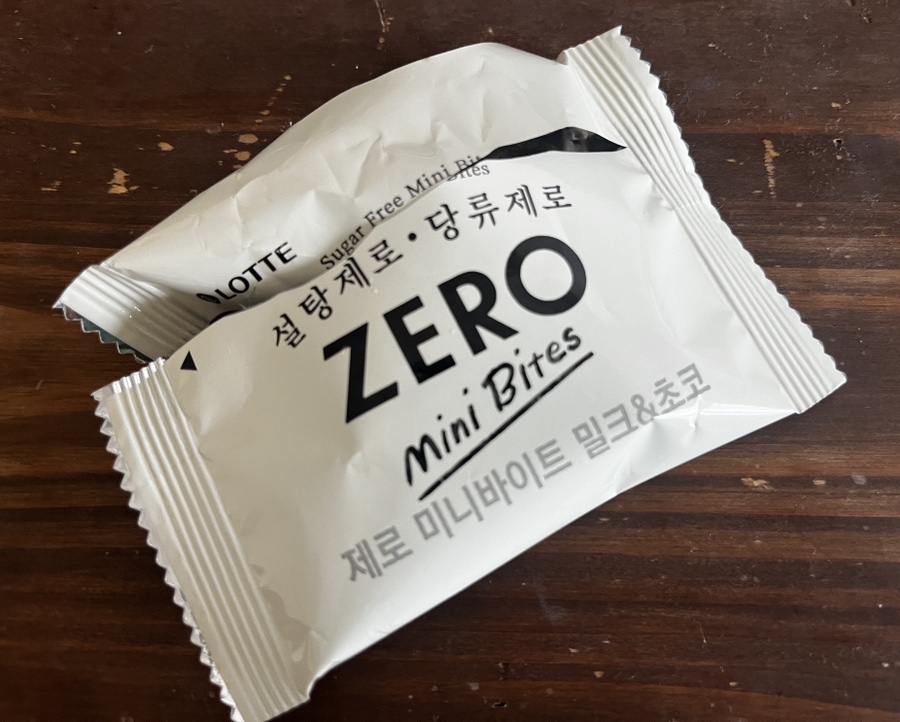 LOTTE
Sugar Free Mini Bites
설탕제로•당류제로
ZERO
Mini Bites
제로 미니바이트 밀크&초코